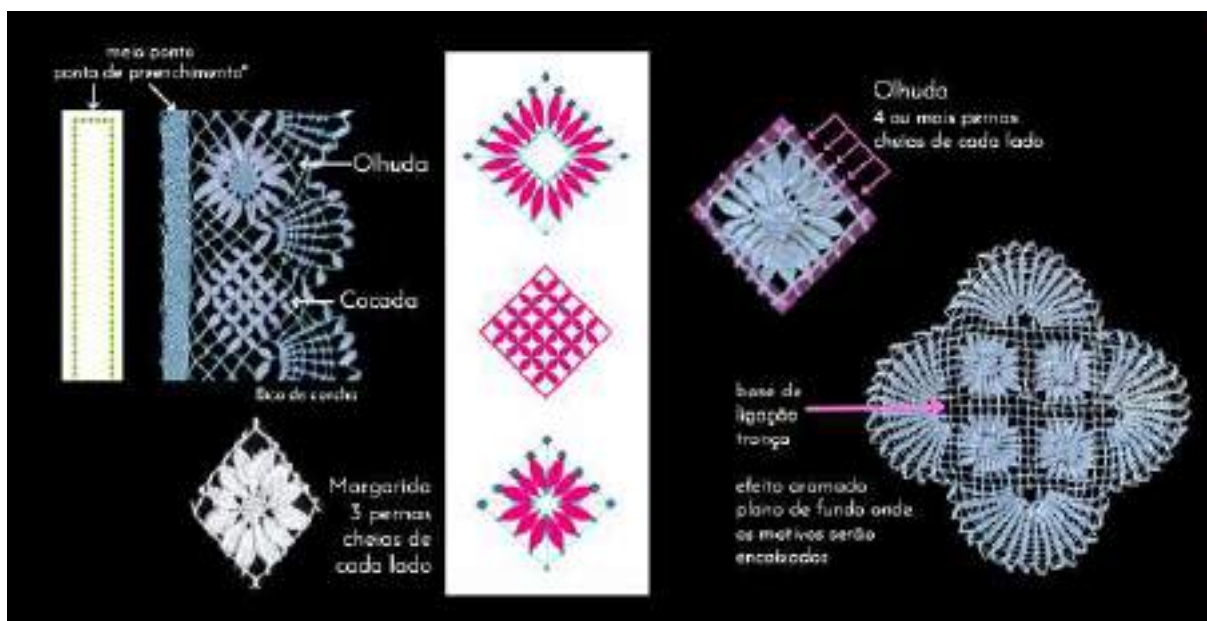 meio ponto
ponto de preenchimento*
Olhuda
Cocada
Bico de concha
Margarida
3 pernas
cheias de
cada lado
Olhuda
4 ou mais pernas
cheias de cada lado
base de
ligação
trança
efeito aramado
plano de fundo onde
os motivos serão
encaixados